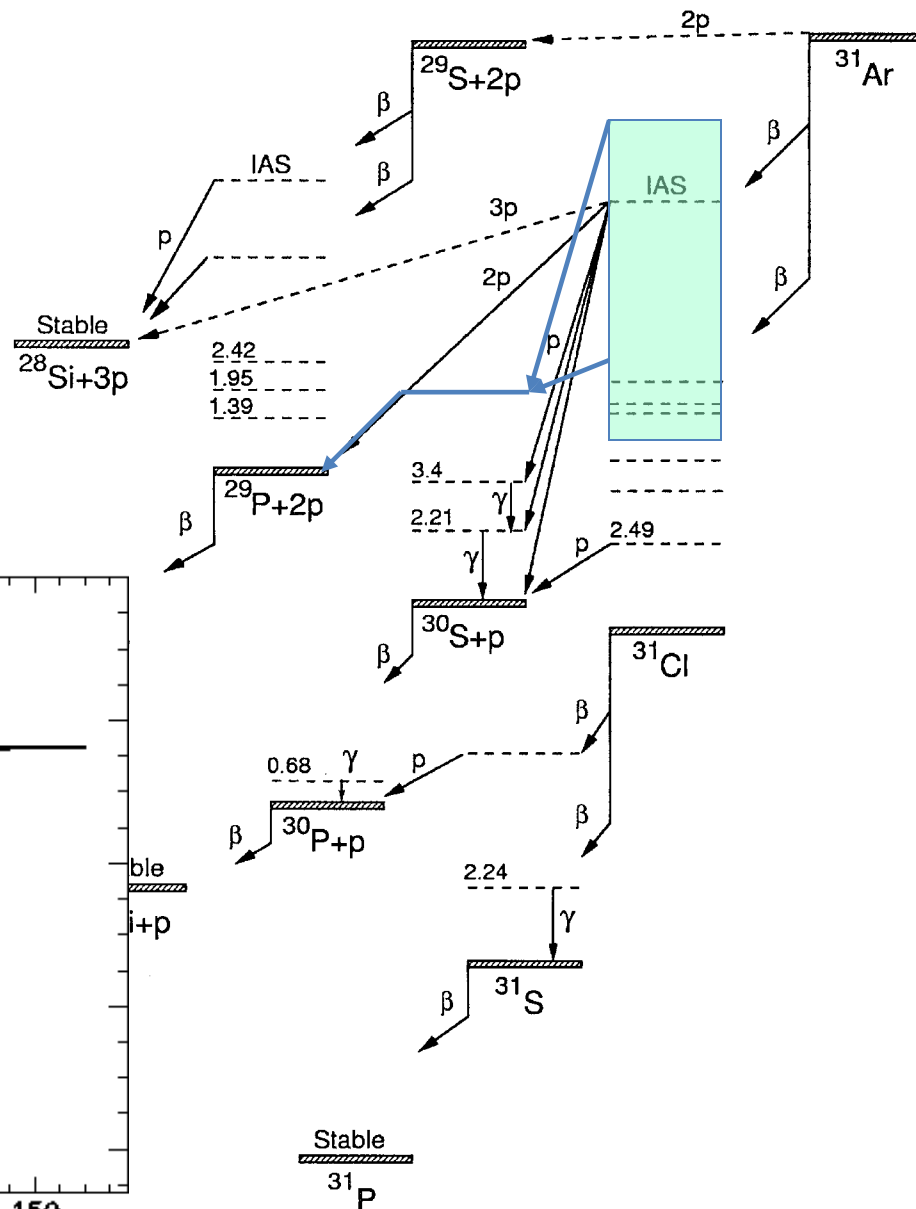 2p
29S+2p
31Ar
β
β
IAS
β
IAS
3p
p
2p
β
Stable
28Si+3p
p
2.42
1.95
1.39
3.4
29P+2p
γ
2.21
β
2.49
γ
p
30S+p
31Cl
β
β
0.68
γ
p
30P+p
β
β
ble
2.24
i+p
γ
31S
β
Stable
31P
150